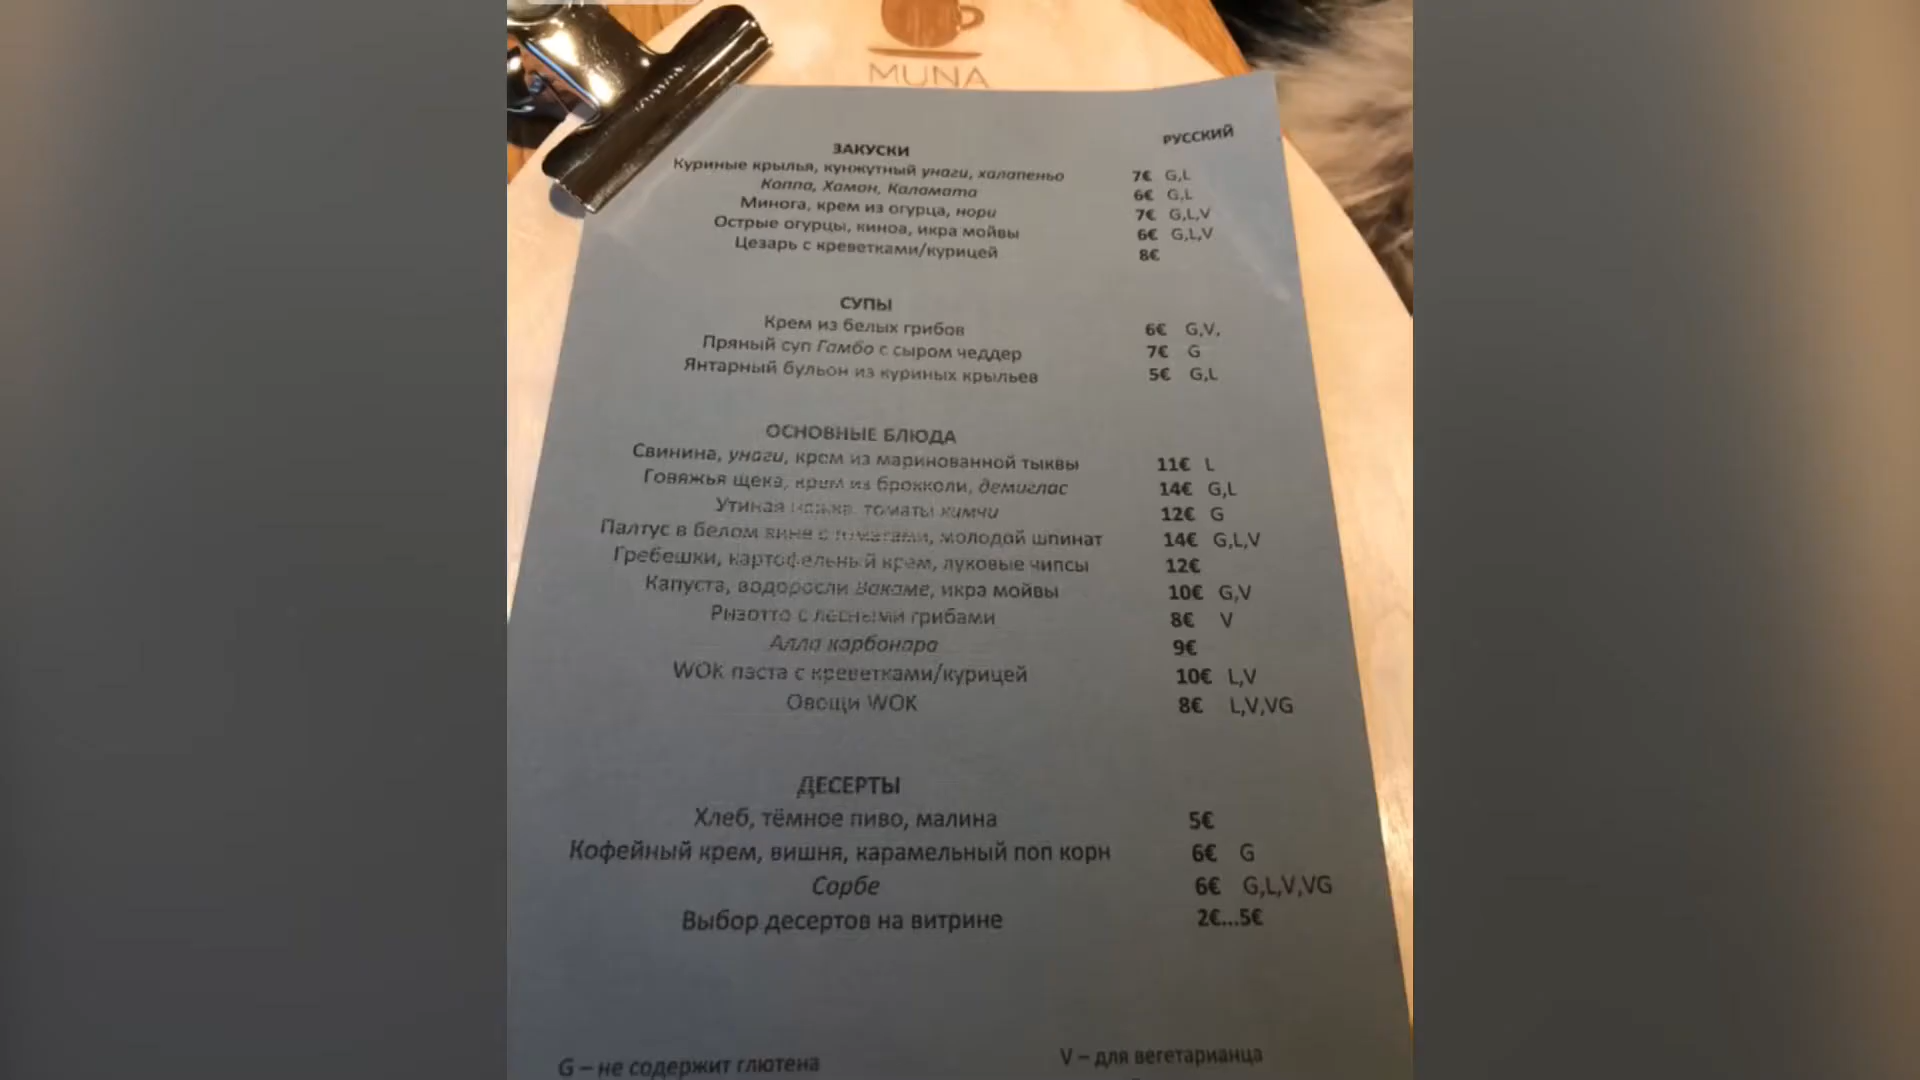 MUNA
РУССКИЙ
ЗАКУСКИ
Куриные крылья, кунжутный унаги, халапеньо 7€ G,L
Коппа, Хамон, Каламата 6€ G,L
Минога, крем из огурца, нори 7€ G,L,V
Острые огурцы, киноа, икра мойвы 6€ G,L,V
Цезарь с креветками/курицей 8€
СУПЫ
Крем из белых грибов 6€ G,V,
Пряный суп Гамбо с сыром чеддер 7€ G
Янтарный бульон из куриных крыльев 5€ G,L
ОСНОВНЫЕ БЛЮДА
Свинина, унаги, крем из маринованной тыквы 11€ L
Говяжья щека, крем из брокколи, демиглас 14€ G,L
Утиная ножка, томаты кимчи 12€ G
Палтус в белом вине с томатами, молодой шпинат 14€ G,L,V
Гребешки, картофельный крем, луковые чипсы 12€
Капуста, водоросли Вакаме, икра мойвы 10€ G,V
Ризотто с лесными грибами 8€ V
Алла карбонара 9€
WOK паста с креветками/курицей 10€ L,V
Овощи WOK 8€ L,V,VG
ДЕСЕРТЫ
Хлеб, тёмное пиво, малина 5€
Кофейный крем, вишня, карамельный поп корн 6€ G
Сорбе 6€ G,L,V,VG
Выбор десертов на витрине 2€...5€
G – не содержит глютена V – для вегетарианца